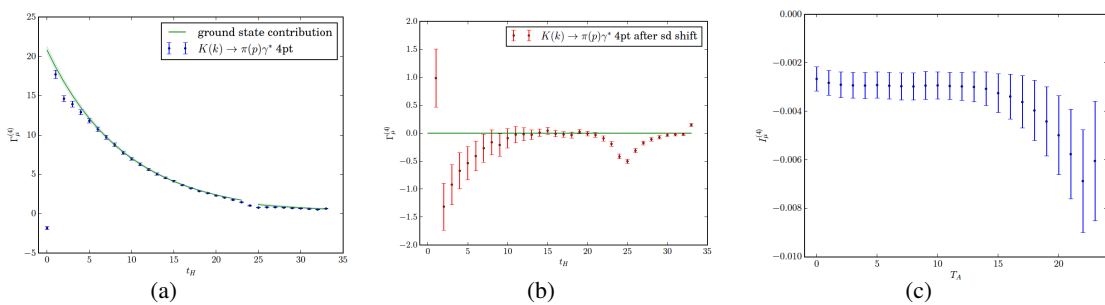 ground state contribution
K(k) → π(p)γ* 4pt
Γ_μ^(4)
25
20
15
10
5
0
−5
0 5 10 15 20 25 30 35
t_H
(a)
K(k) → π(p)γ* 4pt after sd shift
Γ_μ^(4)
2.0
1.5
1.0
0.5
0.0
−0.5
−1.0
−1.5
−2.0
0 5 10 15 20 25 30 35
t_H
(b)
I_μ^(4)
0.000
−0.002
−0.004
−0.006
−0.008
−0.010
0 5 10 15 20
T_A
(c)